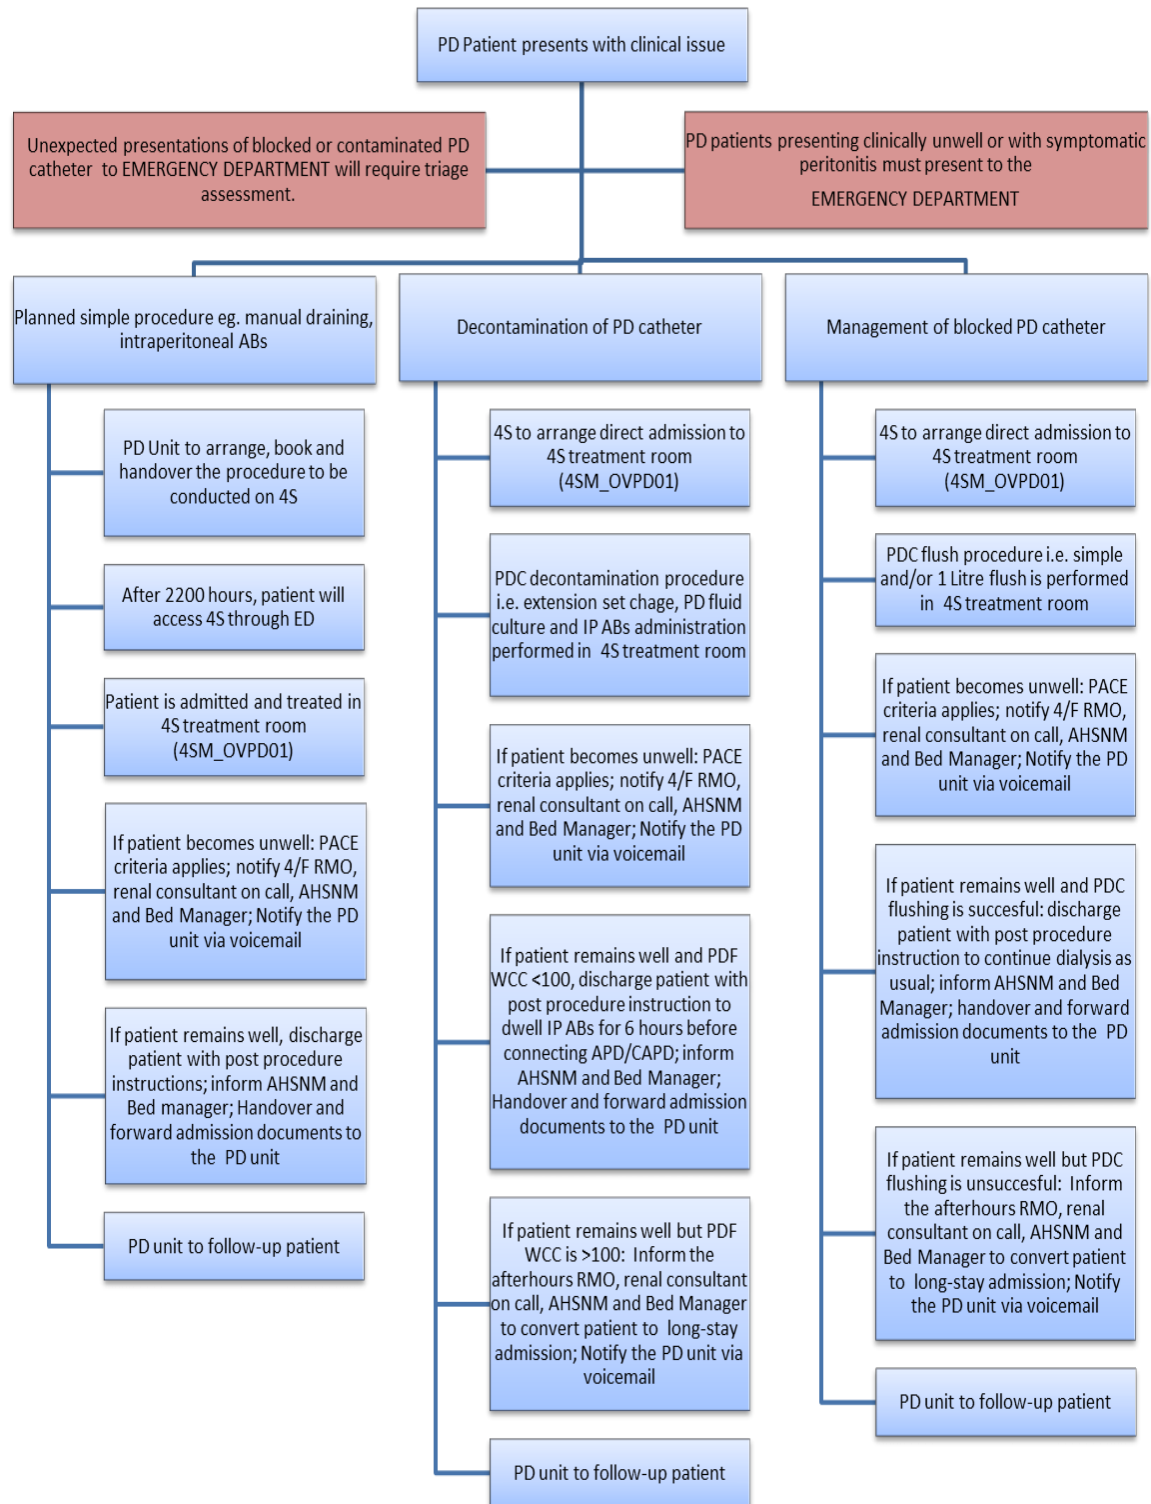 PD Patient presents with clinical issue
Unexpected presentations of blocked or contaminated PD
catheter to EMERGENCY DEPARTMENT will require triage
assessment.
PD patients presenting clinically unwell or with symptomatic
peritonitis must present to the
EMERGENCY DEPARTMENT
Planned simple procedure eg. manual draining,
intraperitoneal ABs
PD Unit to arrange, book and
handover the procedure to be
conducted on 4S
After 2200 hours, patient will
access 4S through ED
Patient is admitted and treated in
4S treatment room
(4SM_OVPD01)
If patient becomes unwell: PACE
criteria applies; notify 4/F RMO,
renal consultant on call, AHSNM
and Bed Manager; Notify the PD
unit via voicemail
If patient remains well, discharge
patient with post procedure
instructions; inform AHSNM and
Bed manager; Handover and
forward admission documents to
the PD unit
PD unit to follow-up patient
Decontamination of PD catheter
4S to arrange direct admission to
4S treatment room
(4SM_OVPD01)
PDC decontamination procedure
i.e. extension set chage, PD fluid
culture and IP ABs administration
performed in 4S treatment room
If patient becomes unwell: PACE
criteria applies; notify 4/F RMO,
renal consultant on call, AHSNM
and Bed Manager; Notify the PD
unit via voicemail
If patient remains well and PDF
WCC <100, discharge patient with
post procedure instruction to
dwell IP ABs for 6 hours before
connecting APD/CAPD; inform
AHSNM and Bed Manager;
Handover and forward admission
documents to the PD unit
If patient remains well but PDF
WCC is >100: Inform the
afterhours RMO, renal consultant
on call, AHSNM and Bed Manager
to convert patient to long-stay
admission; Notify the PD unit via
voicemail
PD unit to follow-up patient
Management of blocked PD catheter
4S to arrange direct admission to
4S treatment room
(4SM_OVPD01)
PDC flush procedure i.e. simple
and/or 1 Litre flush is performed
in 4S treatment room
If patient becomes unwell: PACE
criteria applies; notify 4/F RMO,
renal consultant on call, AHSNM
and Bed Manager; Notify the PD
unit via voicemail
If patient remains well and PDC
flushing is succesful: discharge
patient with post procedure
instruction to continue dialysis as
usual; inform AHSNM and Bed
Manager; handover and forward
admission documents to the PD
unit
If patient remains well but PDC
flushing is unsuccesful: Inform
the afterhours RMO, renal
consultant on call, AHSNM and
Bed Manager to convert patient
to long-stay admission; Notify
the PD unit via voicemail
PD unit to follow-up patient